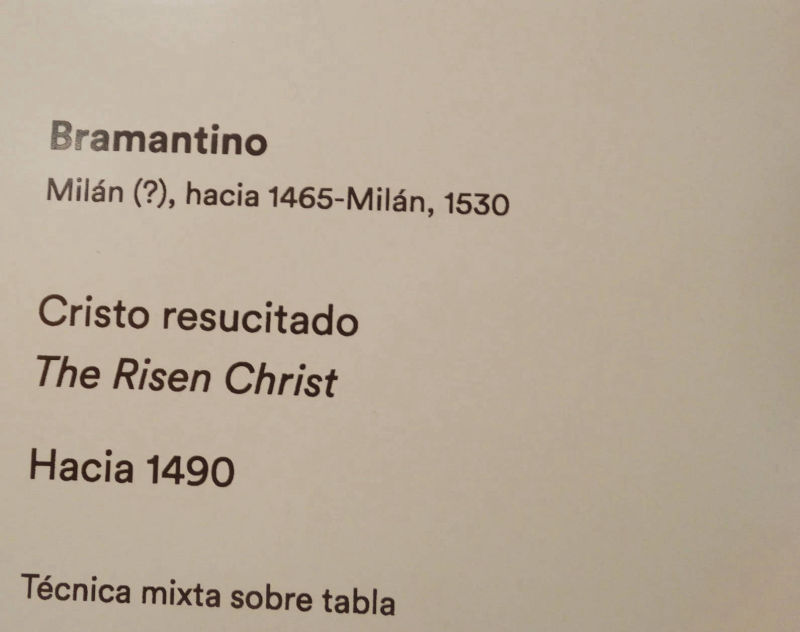 Bramantino
Milán (?), hacia 1465-Milán, 1530
Cristo resucitado
The Risen Christ
Hacia 1490
Técnica mixta sobre tabla